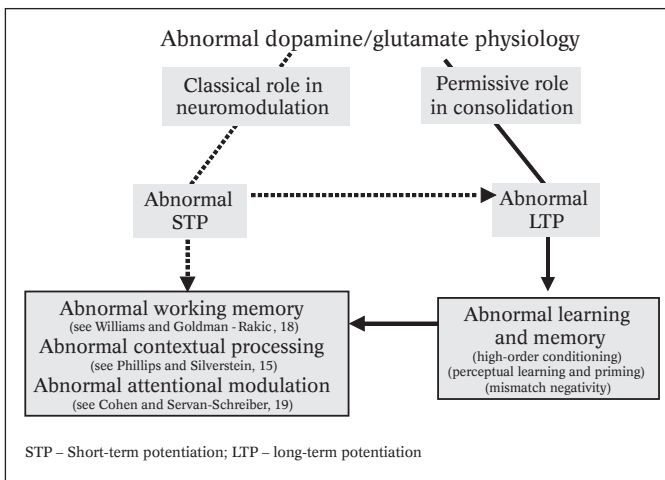 Abnormal dopamine/glutamate physiology
Classical role in
neuromodulation
Permissive role
in consolidation
Abnormal
STP
Abnormal
LTP
Abnormal working memory
(see Williams and Goldman - Rakic, 18)
Abnormal contextual processing
(see Phillips and Silverstein, 15)
Abnormal attentional modulation
(see Cohen and Servan-Schreiber, 19)
Abnormal learning
and memory
(high-order conditioning)
(perceptual learning and priming)
(mismatch negativity)
STP – Short-term potentiation; LTP – long-term potentiation